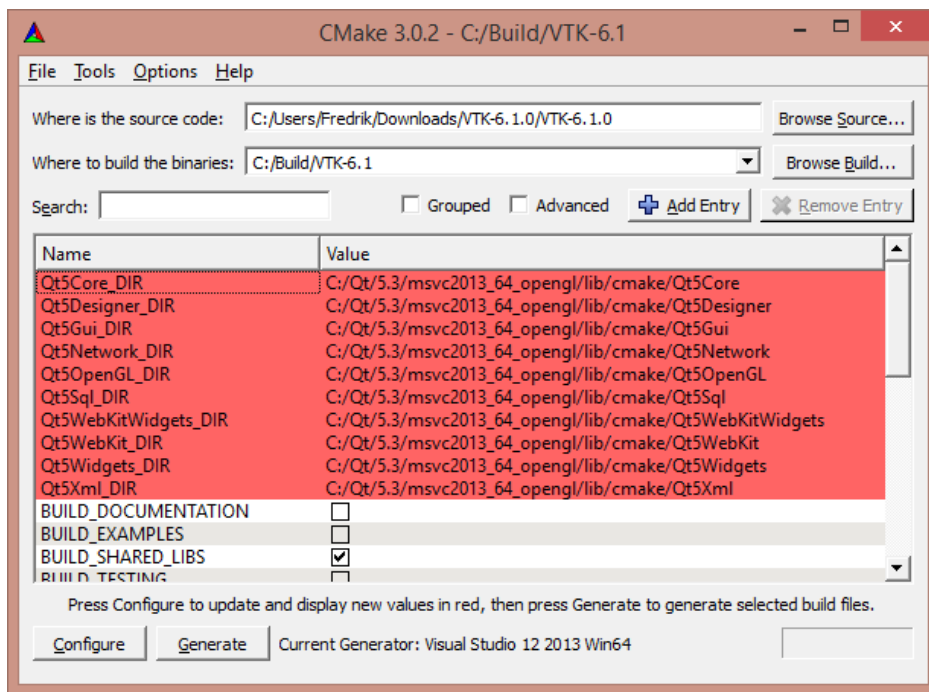 CMake 3.0.2 - C:/Build/VTK-6.1
File Tools Options Help
Where is the source code: C:/Users/Fredrik/Downloads/VTK-6.1.0/VTK-6.1.0 Browse Source...
Where to build the binaries: C:/Build/VTK-6.1 Browse Build...
Search: Grouped Advanced Add Entry Remove Entry
Name Value
Qt5Core_DIR C:/Qt/5.3/msvc2013_64_opengl/lib/cmake/Qt5Core
Qt5Designer_DIR C:/Qt/5.3/msvc2013_64_opengl/lib/cmake/Qt5Designer
Qt5Gui_DIR C:/Qt/5.3/msvc2013_64_opengl/lib/cmake/Qt5Gui
Qt5Network_DIR C:/Qt/5.3/msvc2013_64_opengl/lib/cmake/Qt5Network
Qt5OpenGL_DIR C:/Qt/5.3/msvc2013_64_opengl/lib/cmake/Qt5OpenGL
Qt5Sql_DIR C:/Qt/5.3/msvc2013_64_opengl/lib/cmake/Qt5Sql
Qt5WebKitWidgets_DIR C:/Qt/5.3/msvc2013_64_opengl/lib/cmake/Qt5WebKitWidgets
Qt5WebKit_DIR C:/Qt/5.3/msvc2013_64_opengl/lib/cmake/Qt5WebKit
Qt5Widgets_DIR C:/Qt/5.3/msvc2013_64_opengl/lib/cmake/Qt5Widgets
Qt5Xml_DIR C:/Qt/5.3/msvc2013_64_opengl/lib/cmake/Qt5Xml
BUILD_DOCUMENTATION
BUILD_EXAMPLES
BUILD_SHARED_LIBS
BUILD_TESTING
Press Configure to update and display new values in red, then press Generate to generate selected build files.
Configure Generate Current Generator: Visual Studio 12 2013 Win64